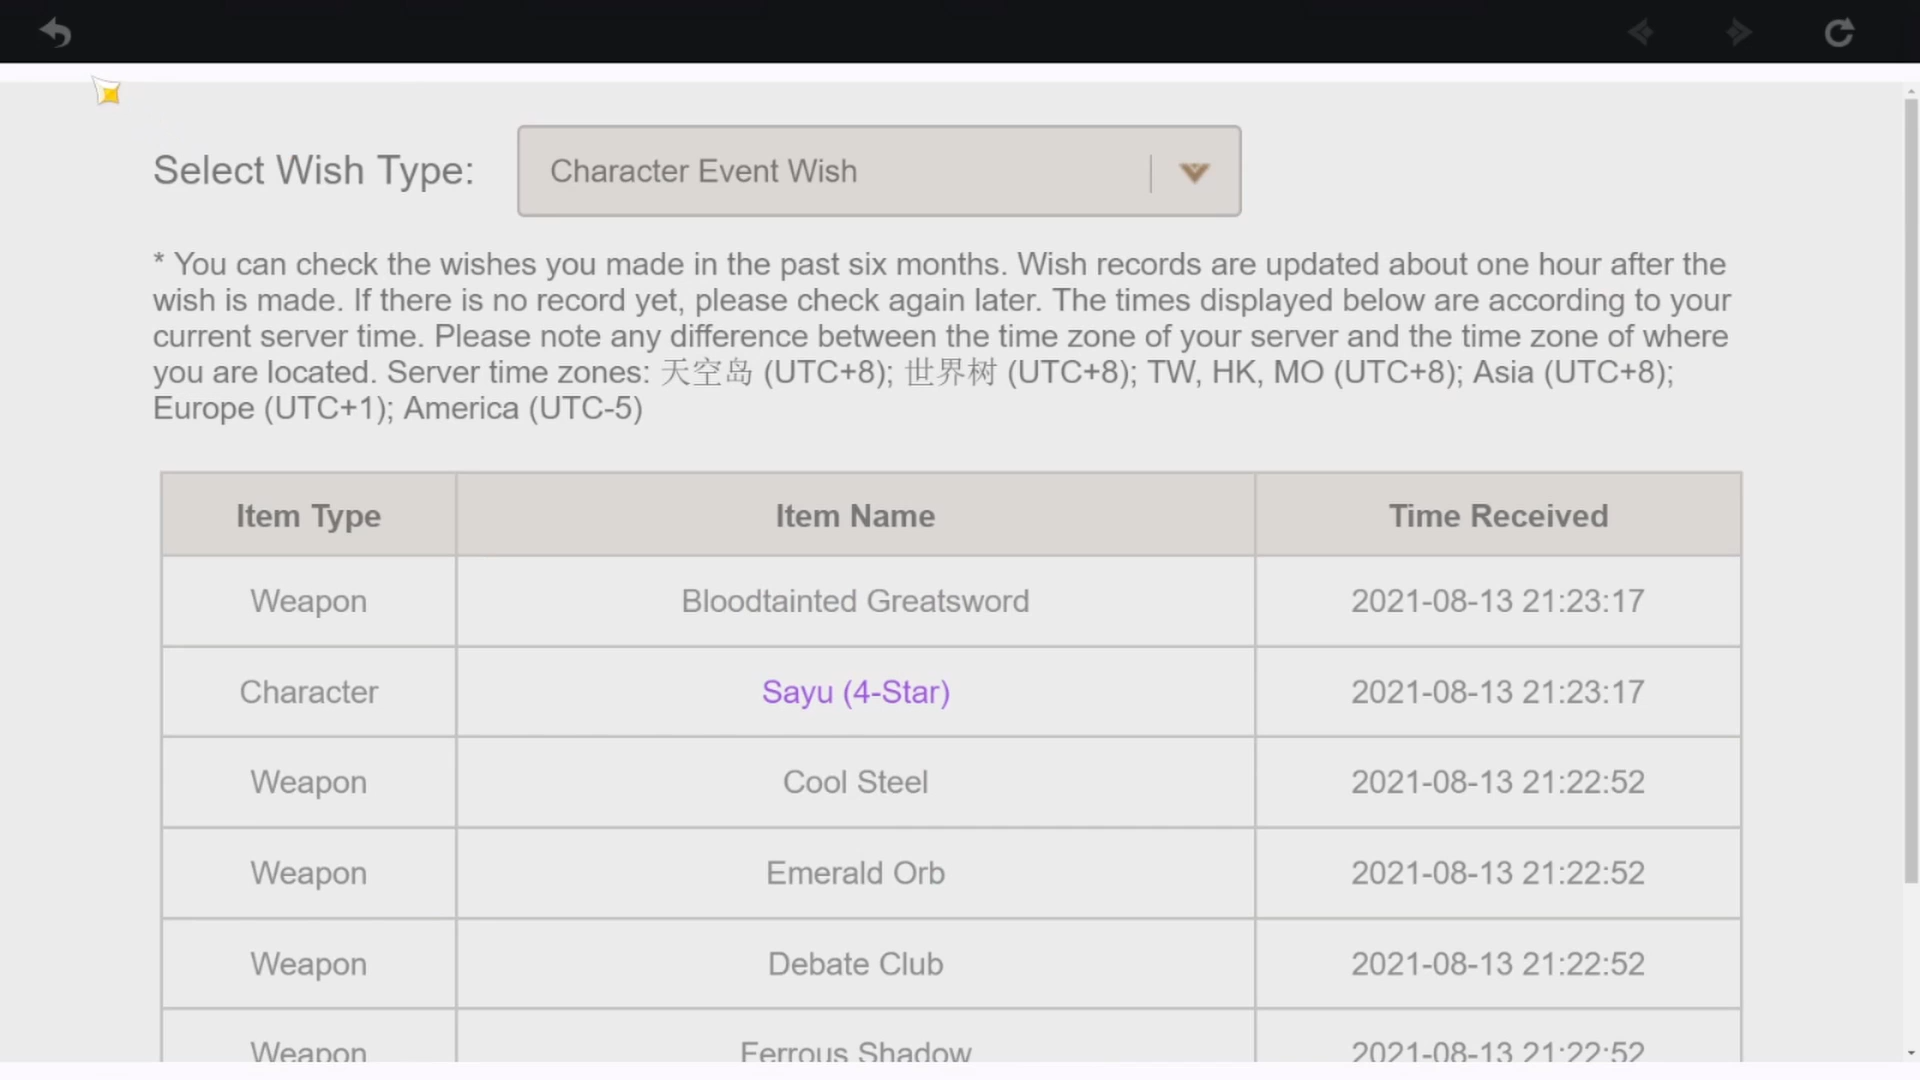 Select Wish Type: Character Event Wish
* You can check the wishes you made in the past six months. Wish records are updated about one hour after the
wish is made. If there is no record yet, please check again later. The times displayed below are according to your
current server time. Please note any difference between the time zone of your server and the time zone of where
you are located. Server time zones: 天空岛 (UTC+8); 世界树 (UTC+8); TW, HK, MO (UTC+8); Asia (UTC+8);
Europe (UTC+1); America (UTC-5)
Item Type Item Name Time Received
Weapon Bloodtainted Greatsword 2021-08-13 21:23:17
Character Sayu (4-Star) 2021-08-13 21:23:17
Weapon Cool Steel 2021-08-13 21:22:52
Weapon Emerald Orb 2021-08-13 21:22:52
Weapon Debate Club 2021-08-13 21:22:52
Weapon Ferrous Shadow 2021-08-13 21:22:52